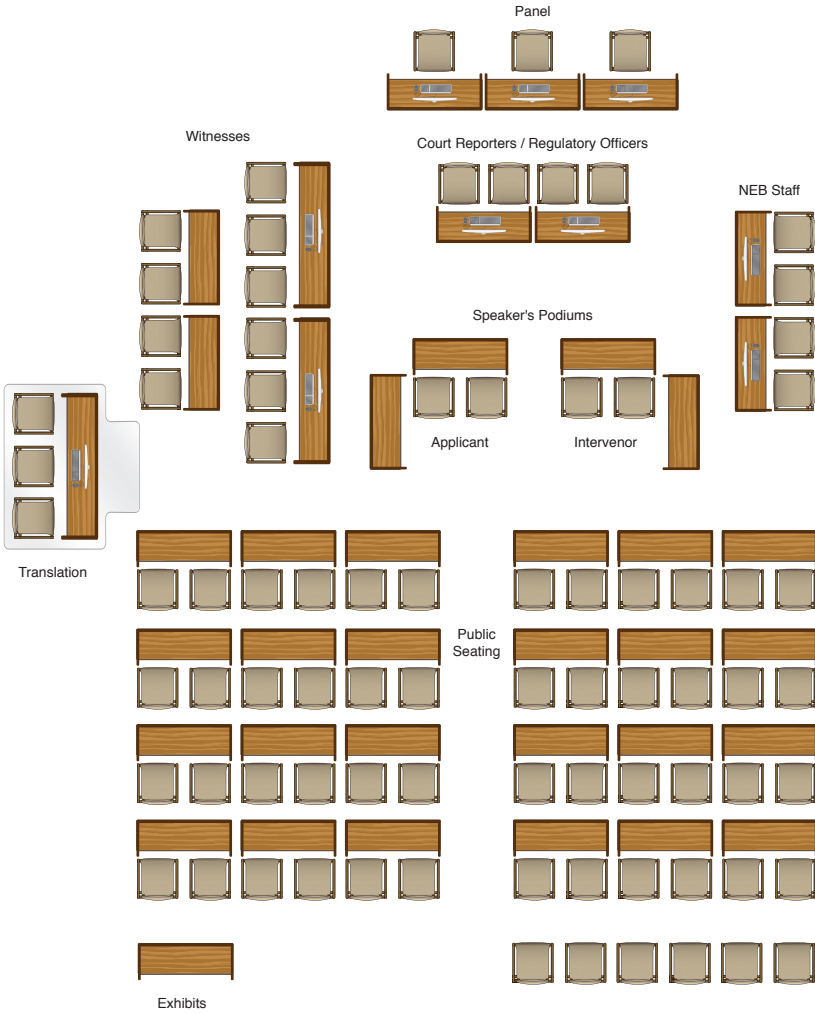 Panel
Witnesses
Court Reporters / Regulatory Officers
NEB Staff
Speaker's Podiums
Applicant
Intervenor
Translation
Public
Seating
Exhibits